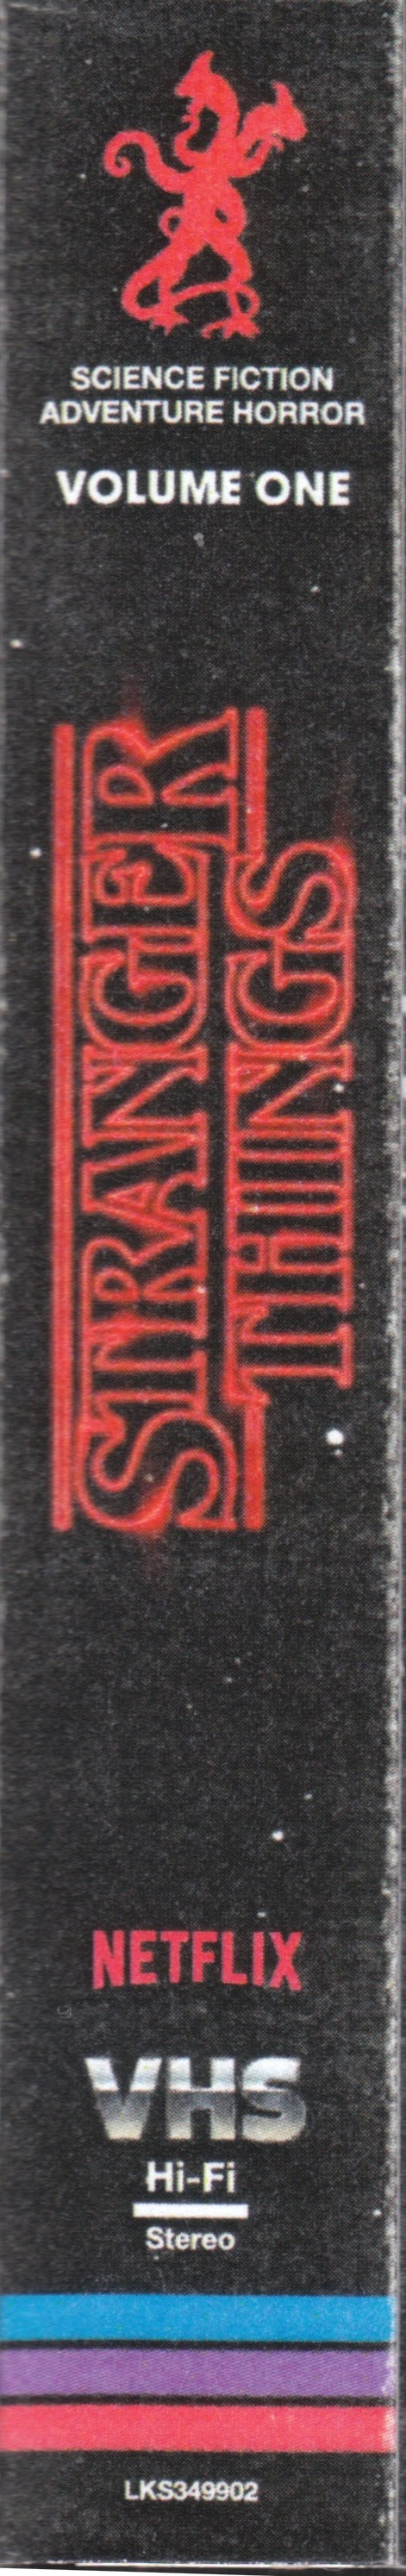 SCIENCE FICTION
ADVENTURE HORROR
VOLUME ONE
STRANGER
THINGS
NETFLIX
VHS
Hi-Fi
Stereo
LKS349902